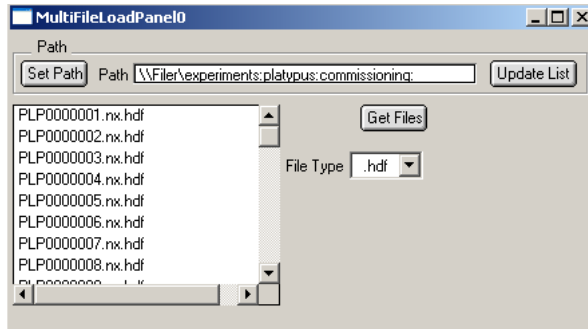 MultiFileLoadPanel0
Path
Set Path Path \\Filer\experiments:platypus:commissioning: Update List
PLP0000001.nx.hdf
Get Files
PLP0000002.nx.hdf
PLP0000003.nx.hdf
File Type .hdf
PLP0000004.nx.hdf
PLP0000005.nx.hdf
PLP0000006.nx.hdf
PLP0000007.nx.hdf
PLP0000008.nx.hdf